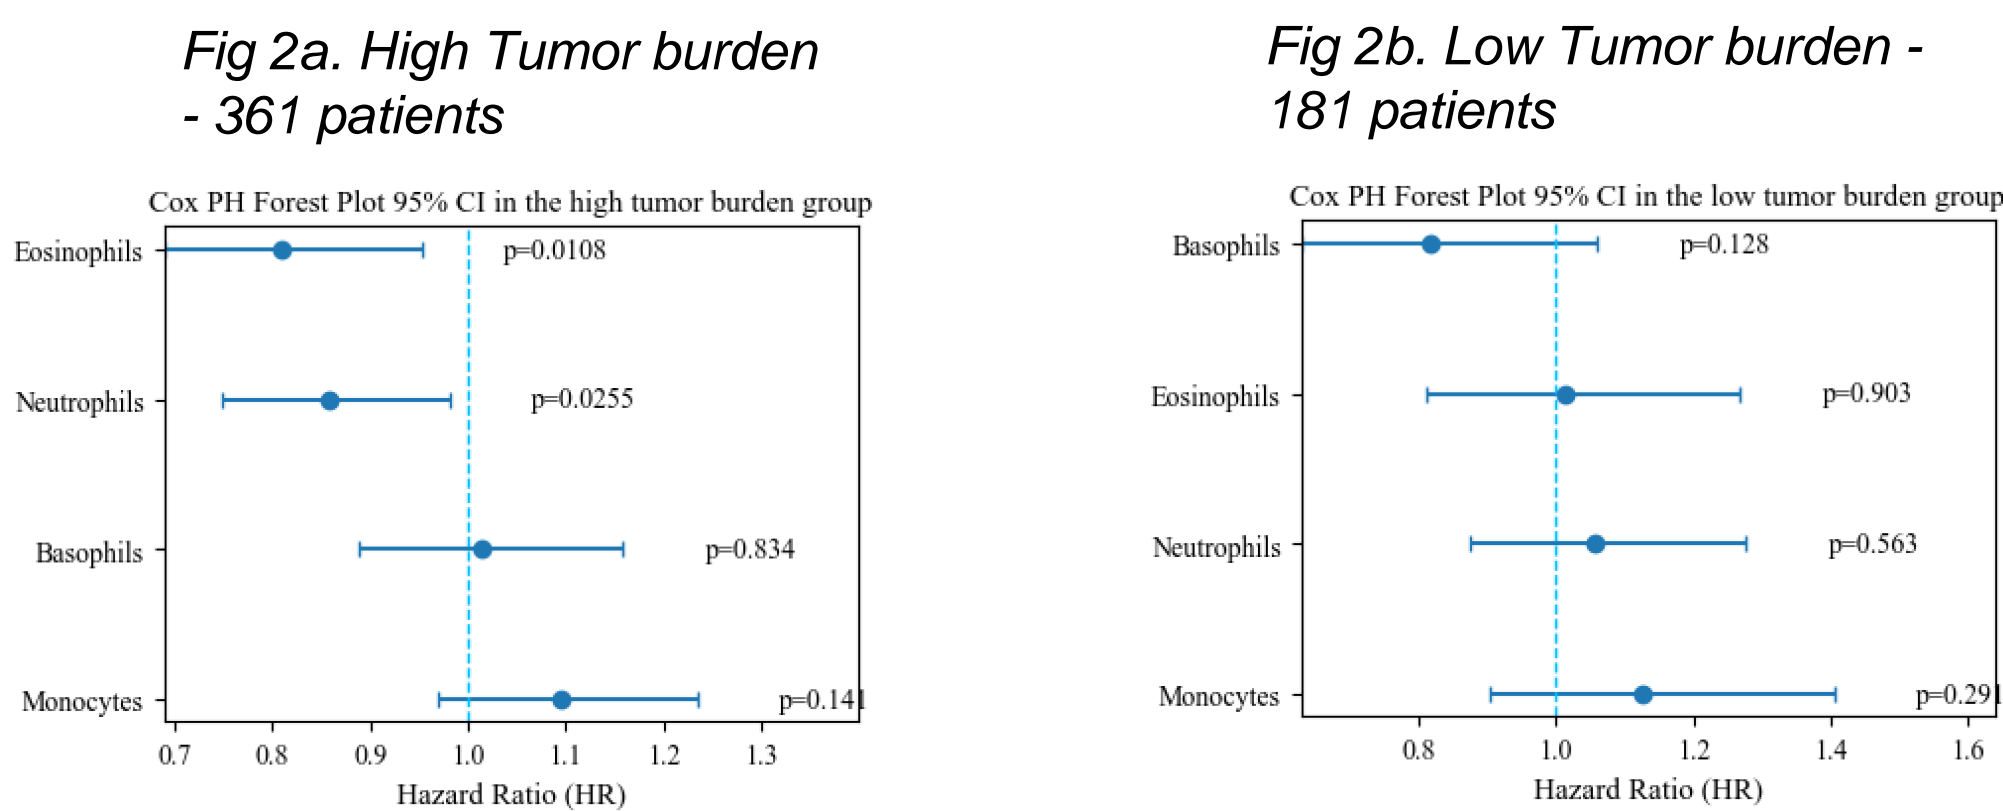 Fig 2a. High Tumor burden
- 361 patients
Cox PH Forest Plot 95% CI in the high tumor burden group
Eosinophils
p=0.0108
Neutrophils
p=0.0255
Basophils
p=0.834
Monocytes
p=0.141
0.7 0.8 0.9 1.0 1.1 1.2 1.3
Hazard Ratio (HR)
Fig 2b. Low Tumor burden -
181 patients
Cox PH Forest Plot 95% CI in the low tumor burden group
Basophils
p=0.128
Eosinophils
p=0.903
Neutrophils
p=0.563
Monocytes
p=0.291
0.8 1.0 1.2 1.4 1.6
Hazard Ratio (HR)